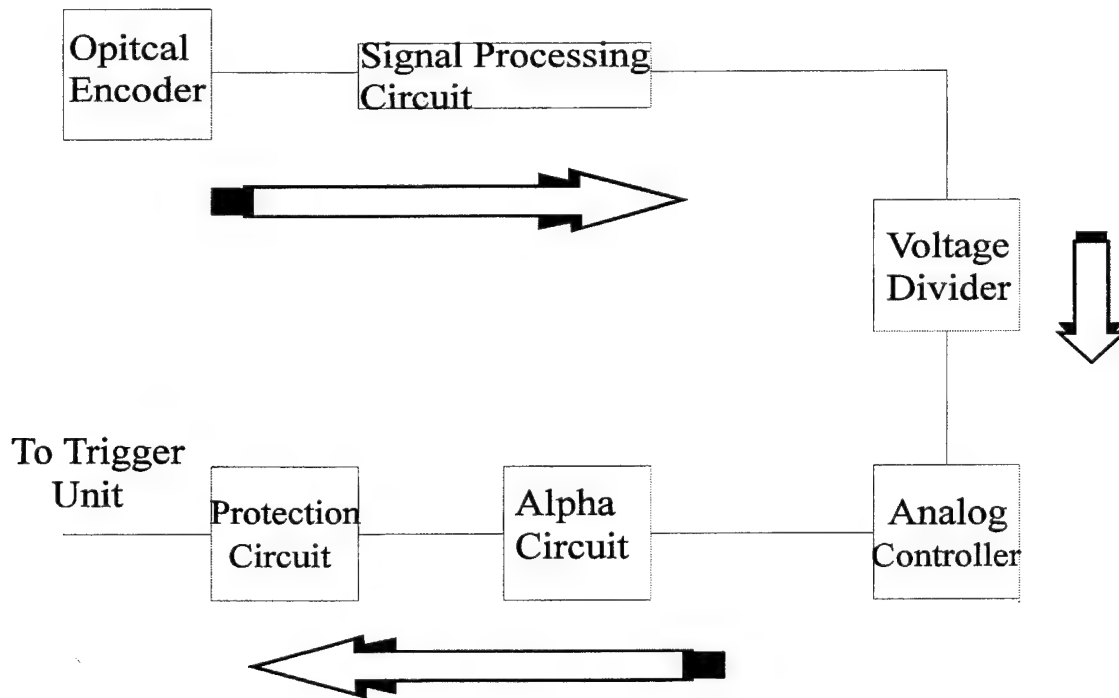 Opitcal
Encoder
Signal Processing
Circuit
Voltage
Divider
Analog
Controller
Alpha
Circuit
Protection
Circuit
To Trigger
Unit